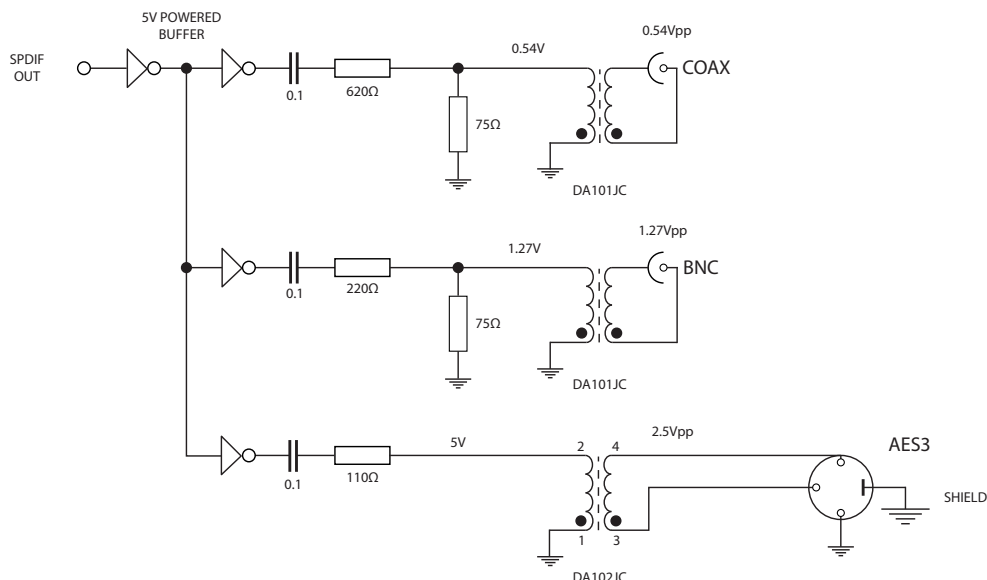 5V POWERED
BUFFER
SPDIF
OUT
0.1
620Ω
75Ω
0.54V
0.54Vpp
COAX
DA101JC
0.1
220Ω
75Ω
1.27V
1.27Vpp
BNC
DA101JC
0.1
110Ω
5V
2 4
1 3
2.5Vpp
AES3
SHIELD
DA102JC